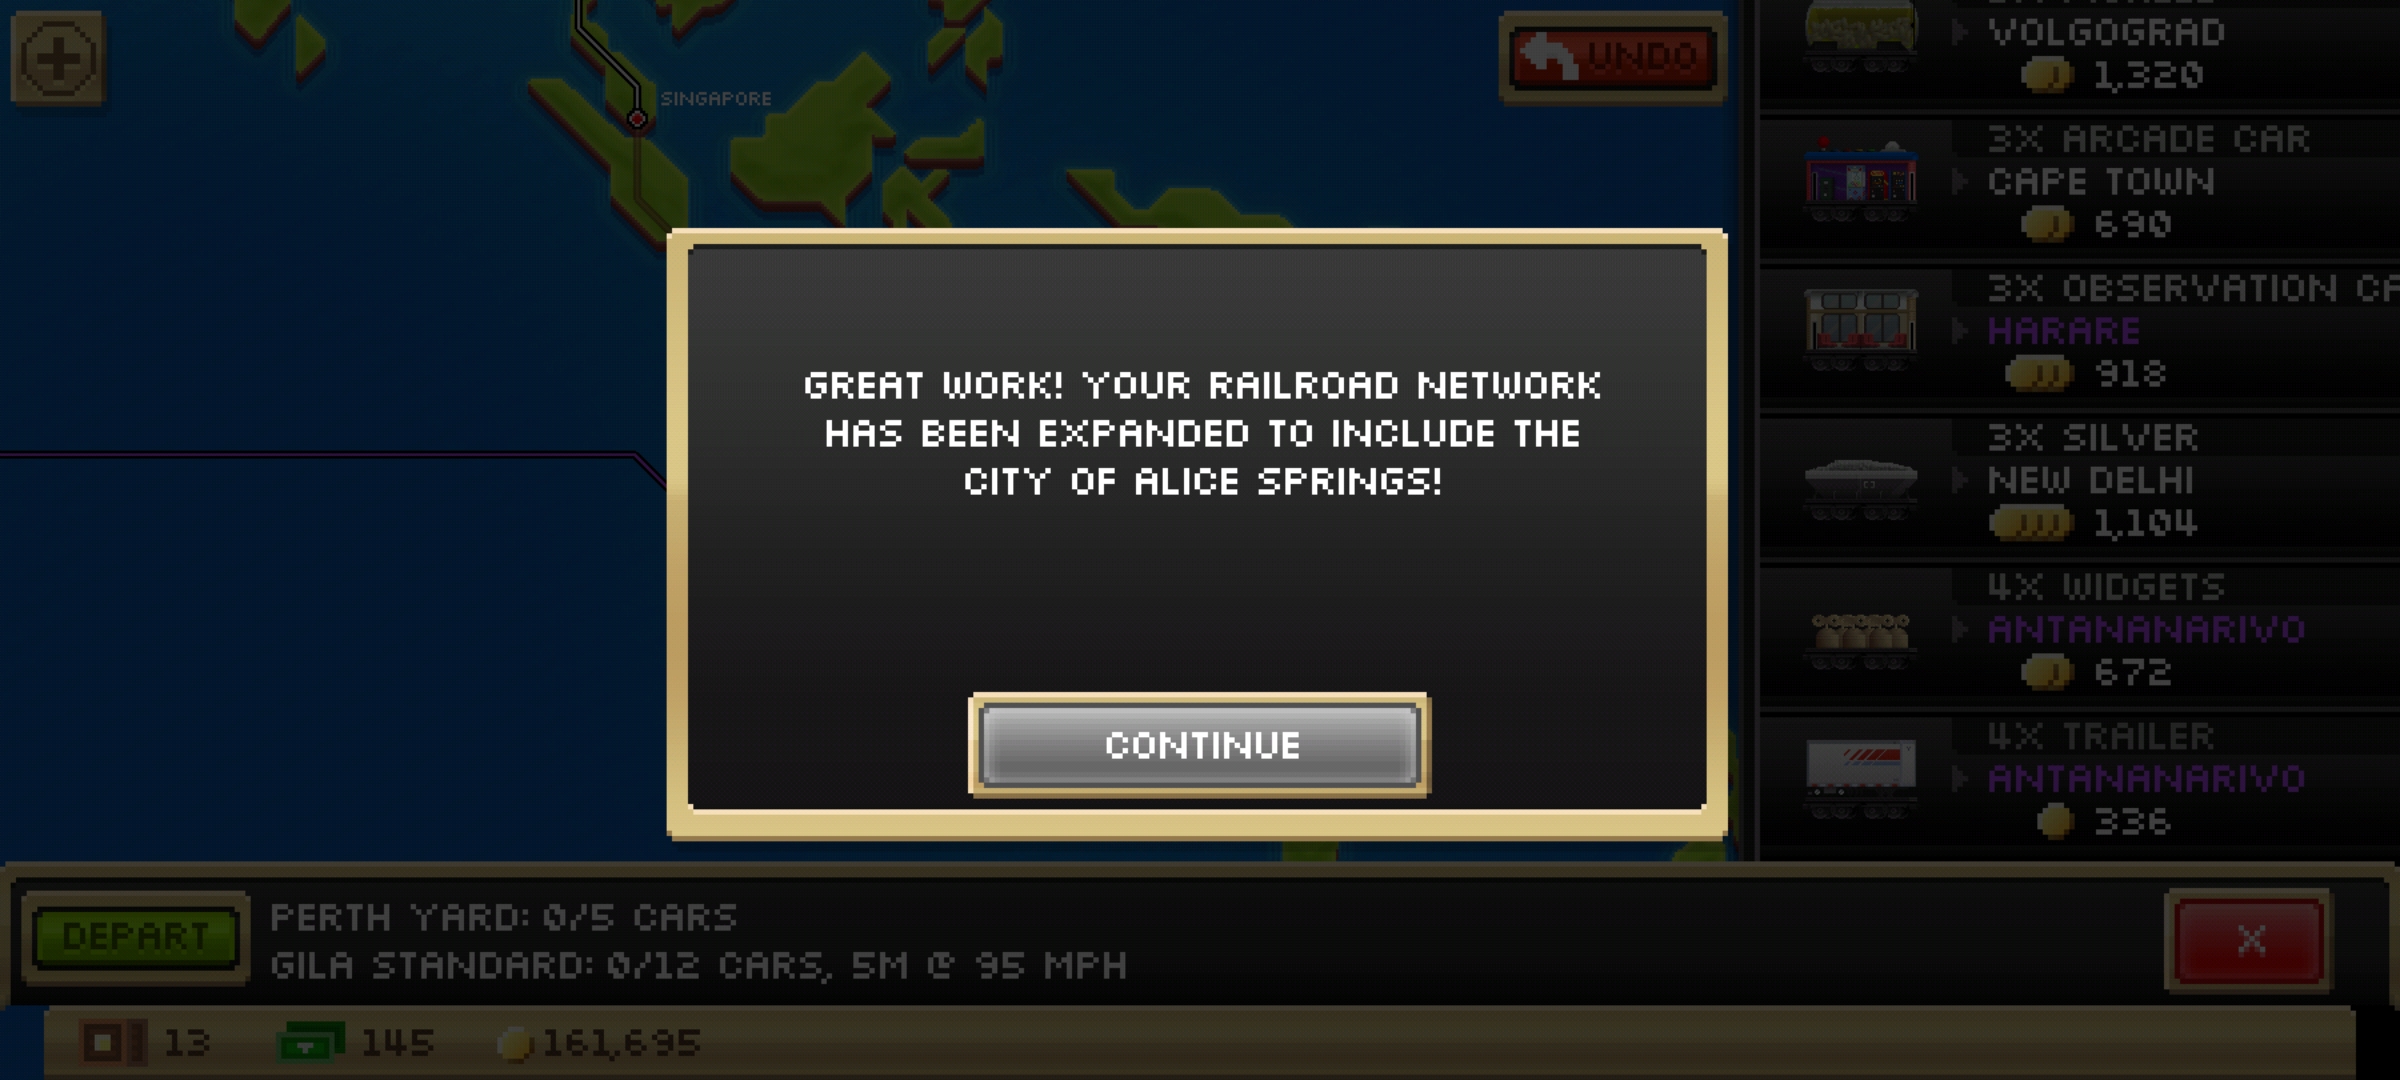 SINGAPORE
UNDO
VOLGOGRAD
1,320
3X ARCADE CAR
CAPE TOWN
690
3X OBSERVATION CA
HARARE
918
3X SILVER
NEW DELHI
1,104
4X WIDGETS
ANTANANARIVO
672
4X TRAILER
ANTANANARIVO
336
GREAT WORK! YOUR RAILROAD NETWORK
HAS BEEN EXPANDED TO INCLUDE THE
CITY OF ALICE SPRINGS!
CONTINUE
DEPART
PERTH YARD: 0/5 CARS
GILA STANDARD: 0/12 CARS, 5M @ 95 MPH
X
13
145
161,695